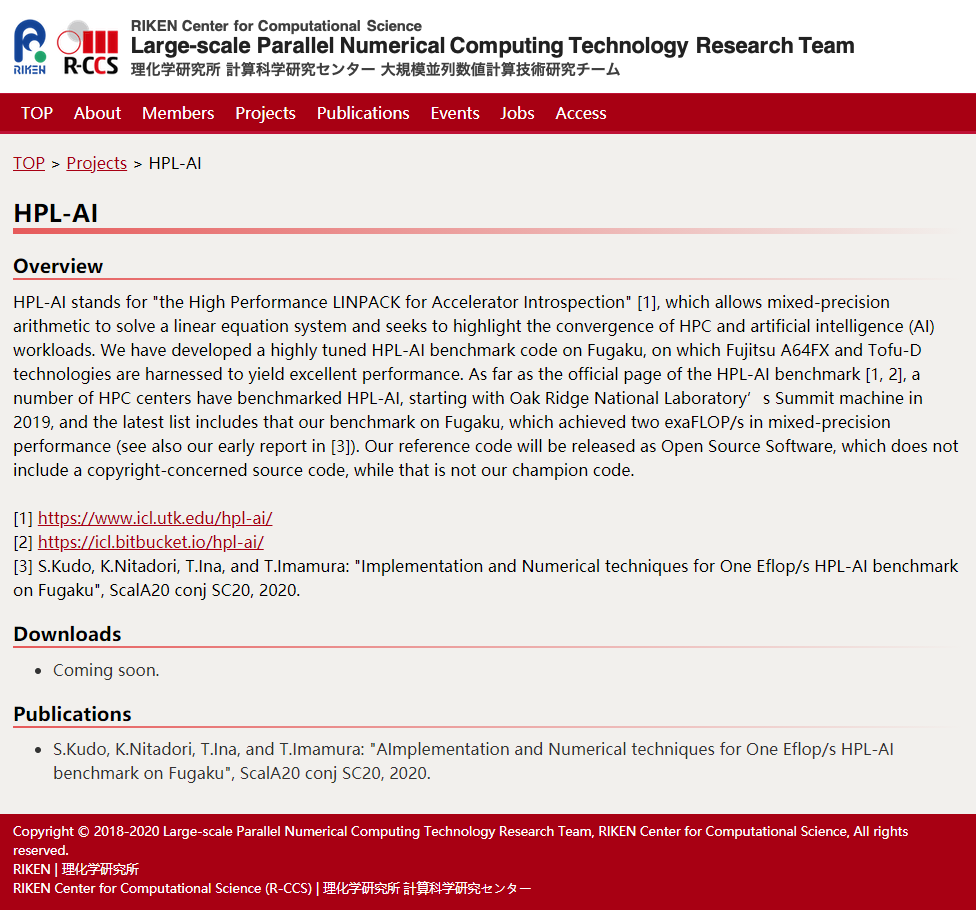 RIKEN
R-CCS
RIKEN Center for Computational Science
Large-scale Parallel Numerical Computing Technology Research Team
理化学研究所 計算科学研究センター 大規模並列数値計算技術研究チーム
TOP About Members Projects Publications Events Jobs Access
TOP > Projects > HPL-AI
HPL-AI
Overview
HPL-AI stands for "the High Performance LINPACK for Accelerator Introspection" [1], which allows mixed-precision
arithmetic to solve a linear equation system and seeks to highlight the convergence of HPC and artificial intelligence (AI)
workloads. We have developed a highly tuned HPL-AI benchmark code on Fugaku, on which Fujitsu A64FX and Tofu-D
technologies are harnessed to yield excellent performance. As far as the official page of the HPL-AI benchmark [1, 2], a
number of HPC centers have benchmarked HPL-AI, starting with Oak Ridge National Laboratory’s Summit machine in
2019, and the latest list includes that our benchmark on Fugaku, which achieved two exaFLOP/s in mixed-precision
performance (see also our early report in [3]). Our reference code will be released as Open Source Software, which does not
include a copyright-concerned source code, while that is not our champion code.
[1] https://www.icl.utk.edu/hpl-ai/
[2] https://icl.bitbucket.io/hpl-ai/
[3] S.Kudo, K.Nitadori, T.Ina, and T.Imamura: "Implementation and Numerical techniques for One Eflop/s HPL-AI benchmark
on Fugaku", ScalA20 conj SC20, 2020.
Downloads
• Coming soon.
Publications
• S.Kudo, K.Nitadori, T.Ina, and T.Imamura: "AImplementation and Numerical techniques for One Eflop/s HPL-AI
benchmark on Fugaku", ScalA20 conj SC20, 2020.
Copyright © 2018-2020 Large-scale Parallel Numerical Computing Technology Research Team, RIKEN Center for Computational Science, All rights
reserved.
RIKEN | 理化学研究所
RIKEN Center for Computational Science (R-CCS) | 理化学研究所 計算科学研究センター